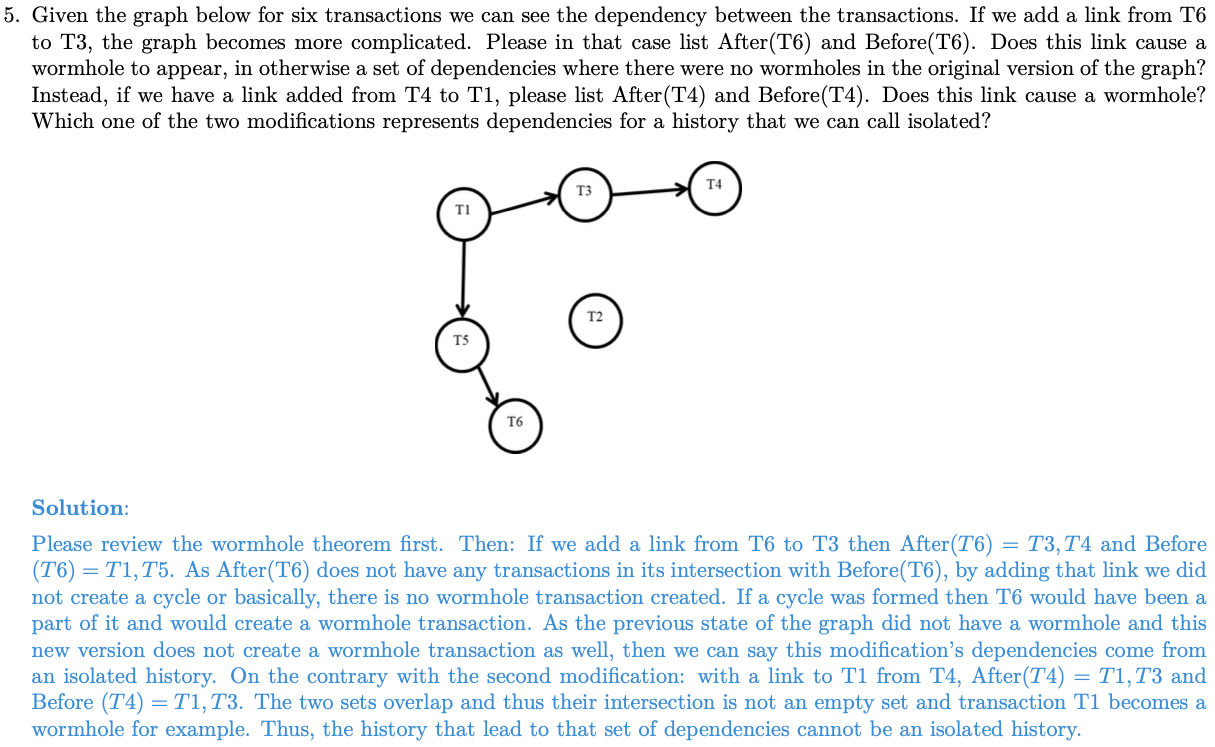 5. Given the graph below for six transactions we can see the dependency between the transactions. If we add a link from T6
to T3, the graph becomes more complicated. Please in that case list After(T6) and Before(T6). Does this link cause a
wormhole to appear, in otherwise a set of dependencies where there were no wormholes in the original version of the graph?
Instead, if we have a link added from T4 to T1, please list After(T4) and Before(T4). Does this link cause a wormhole?
Which one of the two modifications represents dependencies for a history that we can call isolated?
T4
T3
T1
T2
T5
T6
Solution:
Please review the wormhole theorem first. Then: If we add a link from T6 to T3 then After(T6) = T3, T4 and Before
(T6) = T1, T5. As After(T6) does not have any transactions in its intersection with Before(T6), by adding that link we did
not create a cycle or basically, there is no wormhole transaction created. If a cycle was formed then T6 would have been a
part of it and would create a wormhole transaction. As the previous state of the graph did not have a wormhole and this
new version does not create a wormhole transaction as well, then we can say this modification's dependencies come from
an isolated history. On the contrary with the second modification: with a link to T1 from T4, After(T4) = T1, T3 and
Before (T4) = T1, T3. The two sets overlap and thus their intersection is not an empty set and transaction T1 becomes a
wormhole for example. Thus, the history that lead to that set of dependencies cannot be an isolated history.